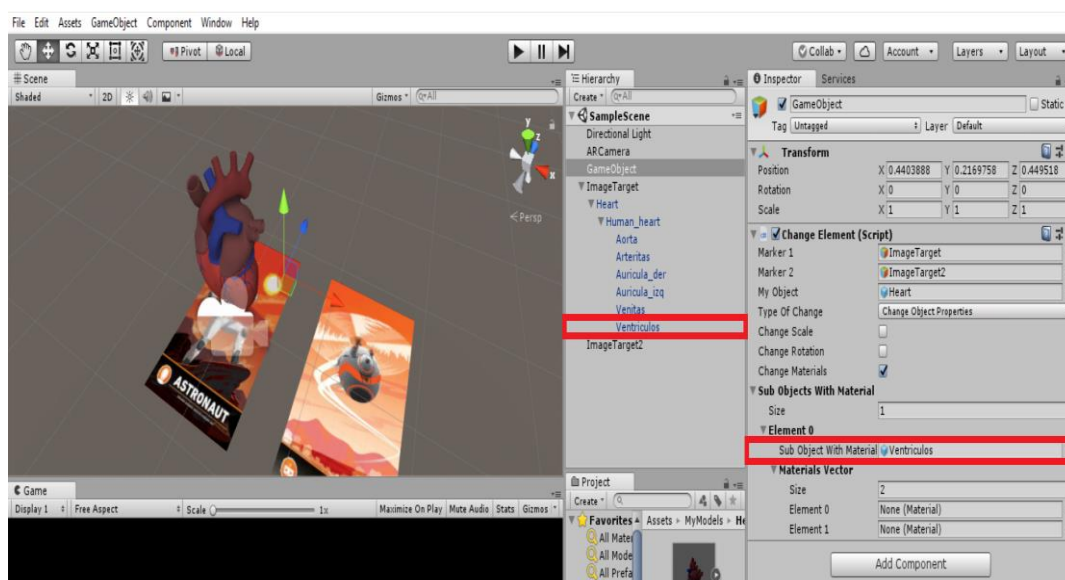 File Edit Assets GameObject Component Window Help
Pivot Local
Collab Account Layers Layout
Scene
Shaded 2D Gizmos All
y
z
x
Persp
ASTRONAUT
Game
Display 1 Free Aspect Scale 1x Maximize On Play Mute Audio Stats Gizmos
Hierarchy
Create All
SampleScene
Directional Light
ARCamera
GameObject
ImageTarget
Heart
Human_heart
Aorta
Arteritas
Auricula_der
Auricula_izq
Venitas
Ventriculos
ImageTarget2
Project
Create
Favorites Assets MyModels He
All Mater
All Mode
All Prefa
Inspector Services
GameObject Static
Tag Untagged Layer Default
Transform
Position X 0.4403888 Y 0.2169758 Z 0.449518
Rotation X 0 Y 0 Z 0
Scale X 1 Y 1 Z 1
Change Element (Script)
Marker 1 ImageTarget
Marker 2 ImageTarget2
My Object Heart
Type Of Change Change Object Properties
Change Scale
Change Rotation
Change Materials
Sub Objects With Material
Size 1
Element 0
Sub Object With Material Ventriculos
Materials Vector
Size 2
Element 0 None (Material)
Element 1 None (Material)
Add Component